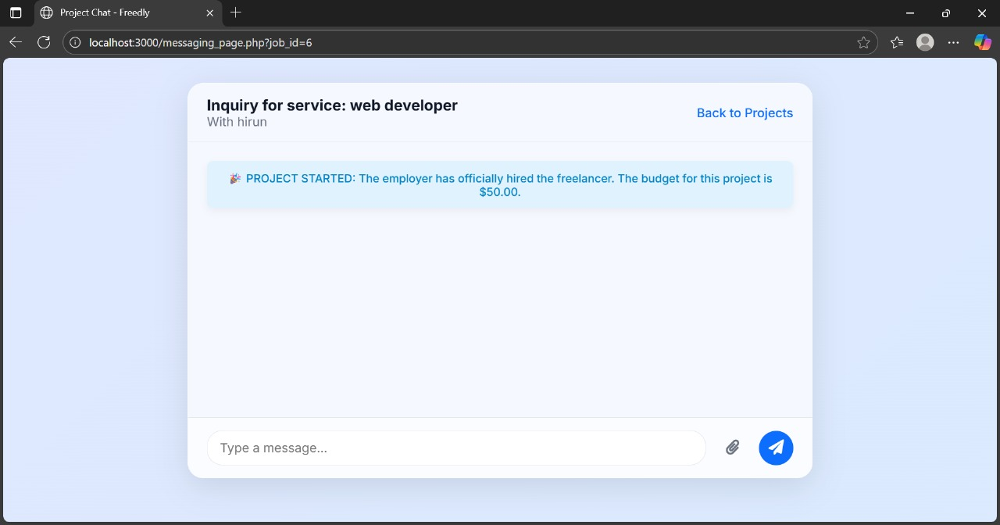 Project Chat - Freedly
localhost:3000/messaging_page.php?job_id=6
Inquiry for service: web developer
With hirun
Back to Projects
🎉 PROJECT STARTED: The employer has officially hired the freelancer. The budget for this project is
$50.00.
Type a message...